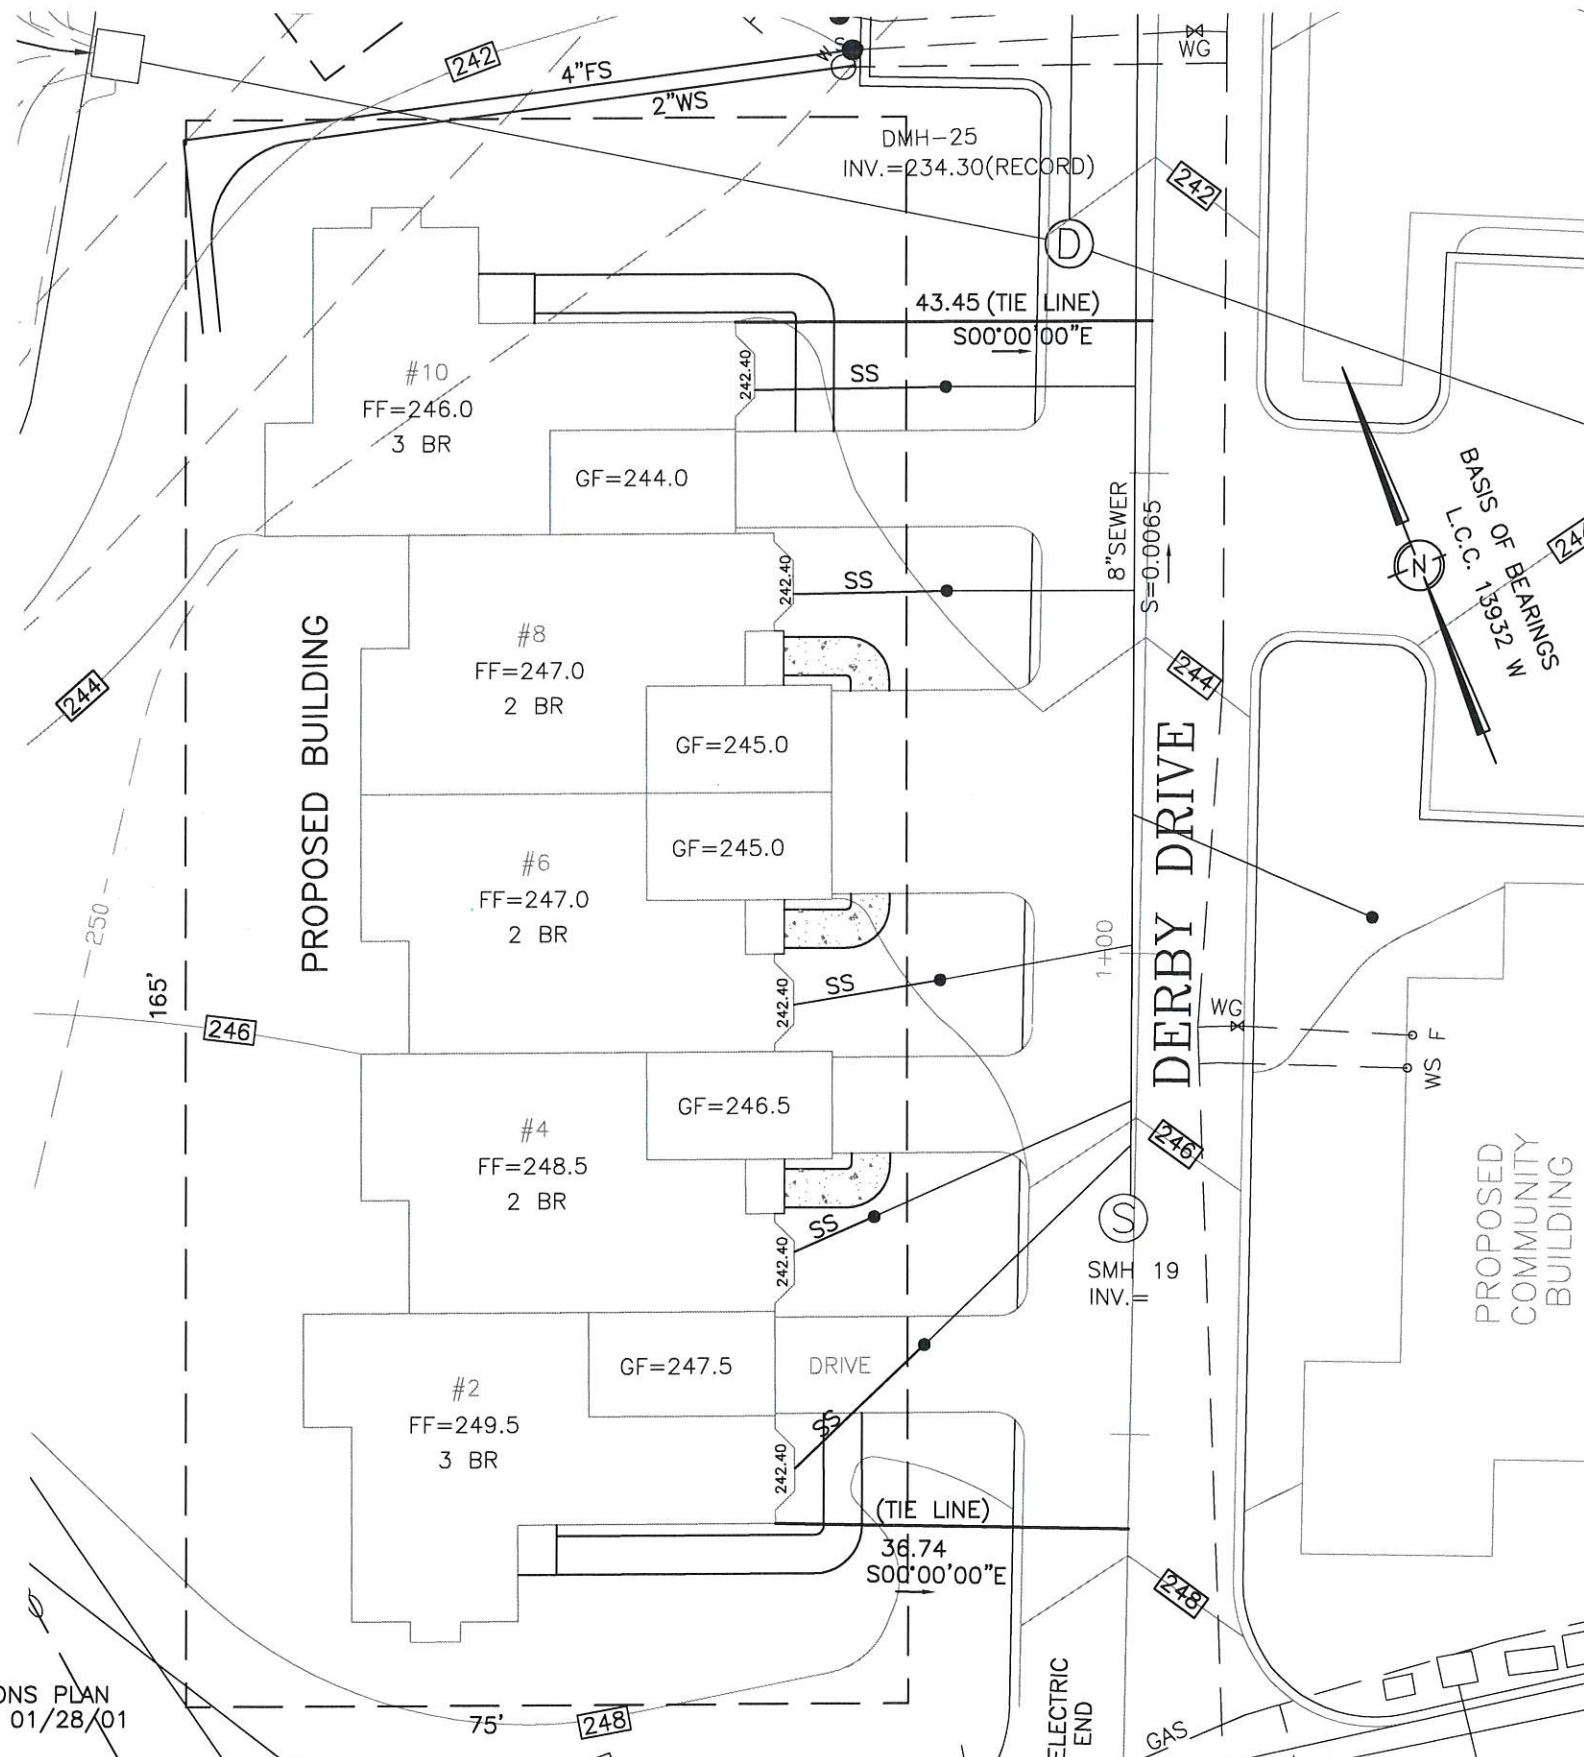 242
4"FS
2"WS
W
S
WG
DMH-25
INV.=234.30(RECORD)
242
D
43.45 (TIE LINE)
S00°00'00"E
#10
FF=246.0
3 BR
242.40
SS
GF=244.0
8"SEWER
S=0.0065
BASIS OF BEARINGS
L.C.C. 13932 W
N
242.40
SS
#8
FF=247.0
2 BR
PROPOSED BUILDING
244
244
GF=245.0
DERBY DRIVE
GF=245.0
#6
FF=247.0
2 BR
250
1+00
165'
242.40
SS
246
WG
F
WS
GF=246.5
#4
FF=248.5
2 BR
246
PROPOSED
COMMUNITY
BUILDING
S
SS
242.40
SMH 19
INV.=
GF=247.5
DRIVE
#2
FF=249.5
3 BR
SS
242.40
(TIE LINE)
36.74
S00°00'00"E
248
ONS PLAN
01/28/01
75'
248
ELECTRIC
END
GAS